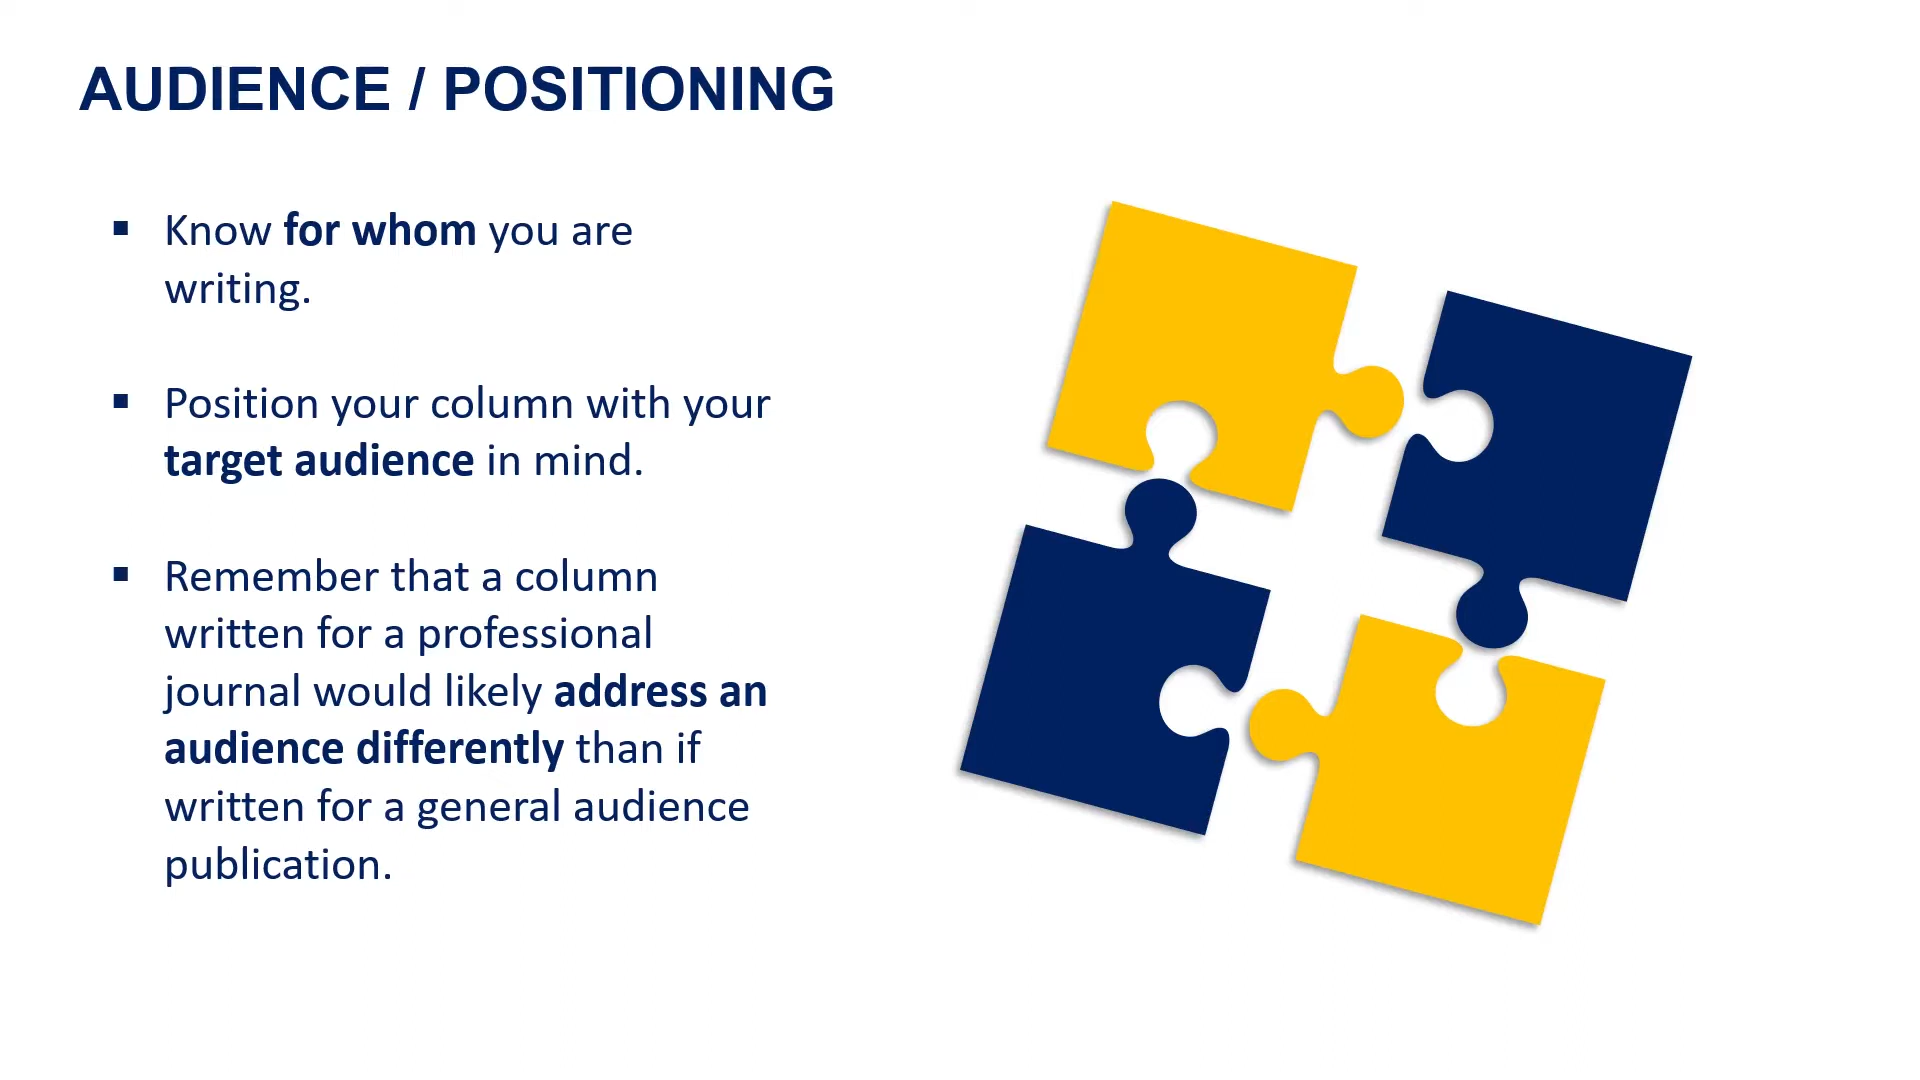 AUDIENCE / POSITIONING
▪ Know for whom you are
writing.
▪ Position your column with your
target audience in mind.
▪ Remember that a column
written for a professional
journal would likely address an
audience differently than if
written for a general audience
publication.